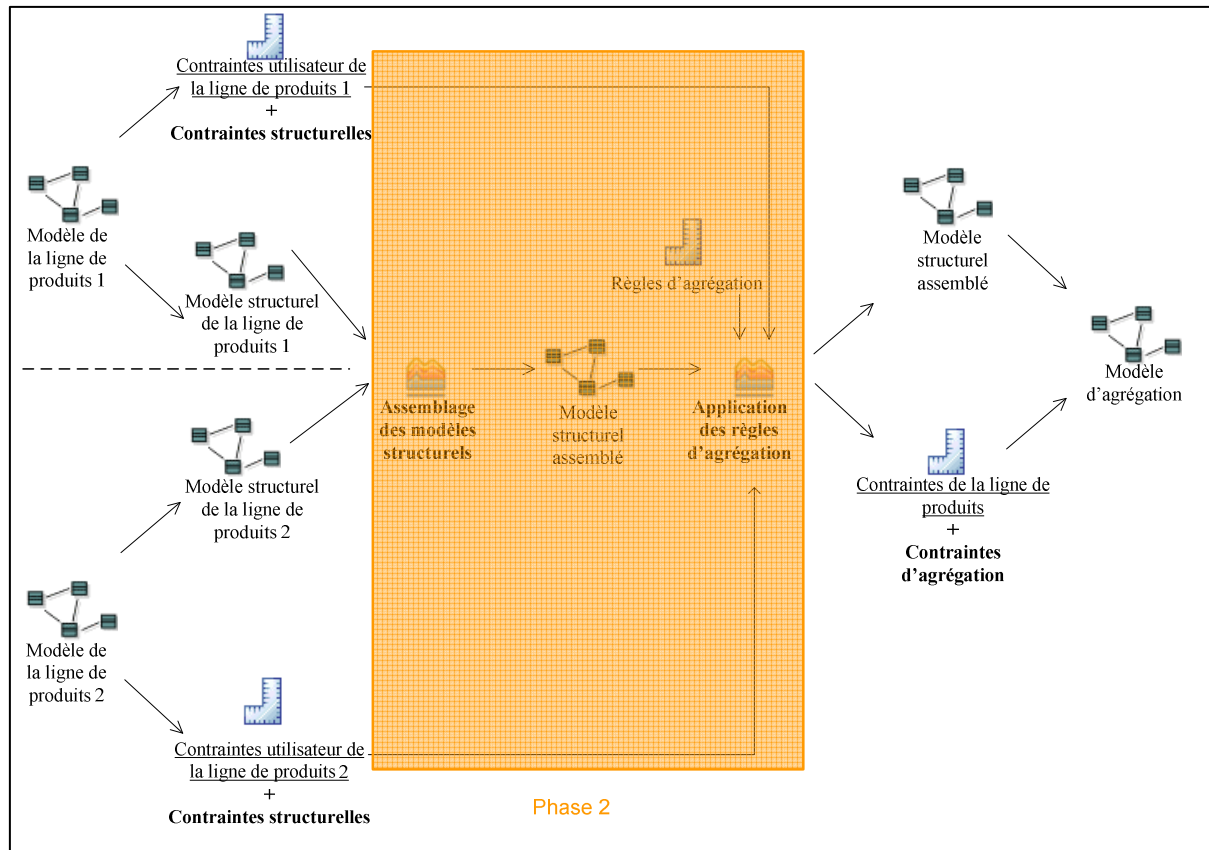 Contraintes utilisateur de
la ligne de produits 1
+
Contraintes structurelles
Modèle de
la ligne de
produits 1
Modèle structurel
de la ligne de
produits 1
Règles d'agrégation
Assemblage
des modèles
structurels
Modèle
structurel
assemblé
Application
des règles
d'agrégation
Modèle
structurel
assemblé
Modèle
d'agrégation
Modèle structurel
de la ligne de
produits 2
Contraintes de la ligne de
produits
+
Contraintes
d'agrégation
Modèle de
la ligne de
produits 2
Contraintes utilisateur de
la ligne de produits 2
+
Contraintes structurelles
Phase 2